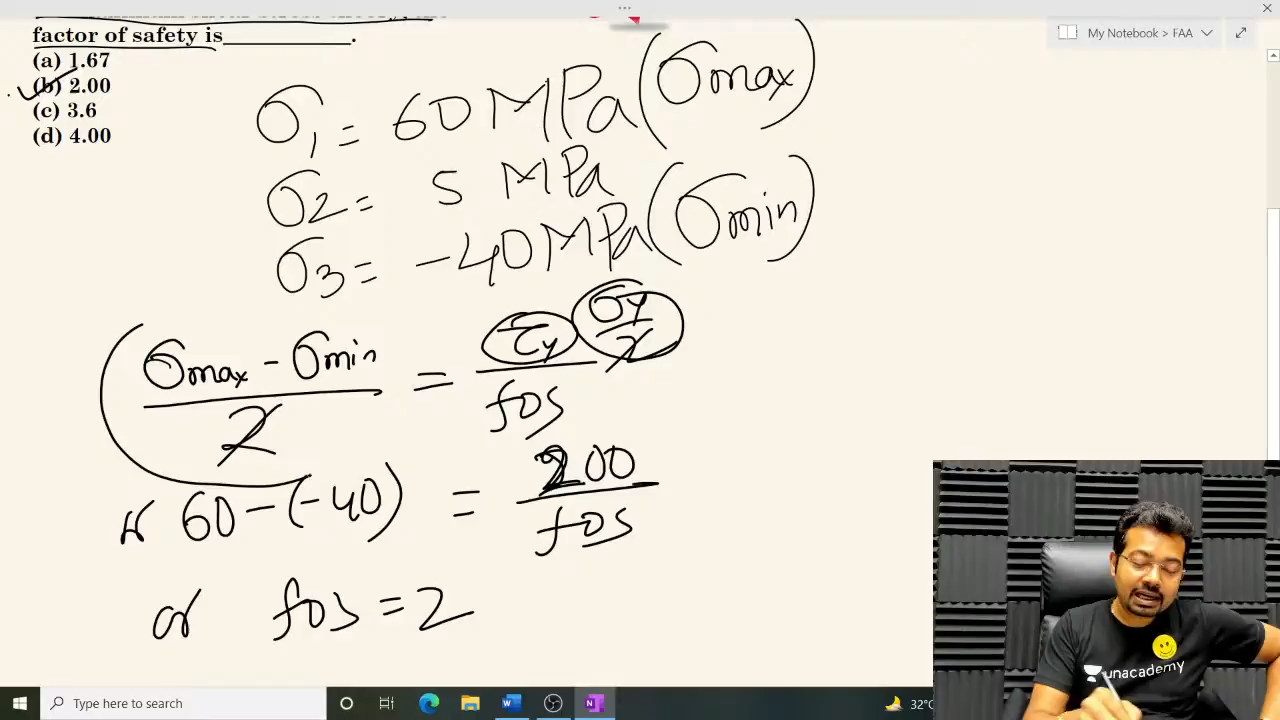 My Notebook > FAA
factor of safety is__________.
(a) 1.67
(b) 2.00
(c) 3.6
(d) 4.00
σ1 = 60 MPa (σmax)
σ2 = 5 MPa
σ3 = -40 MPa (σmin)
(σmax - σmin)/2 = τy/fos σy/2
or 60 - (-40) = 200/fos
or fos = 2
unacademy
Type here to search
32°C